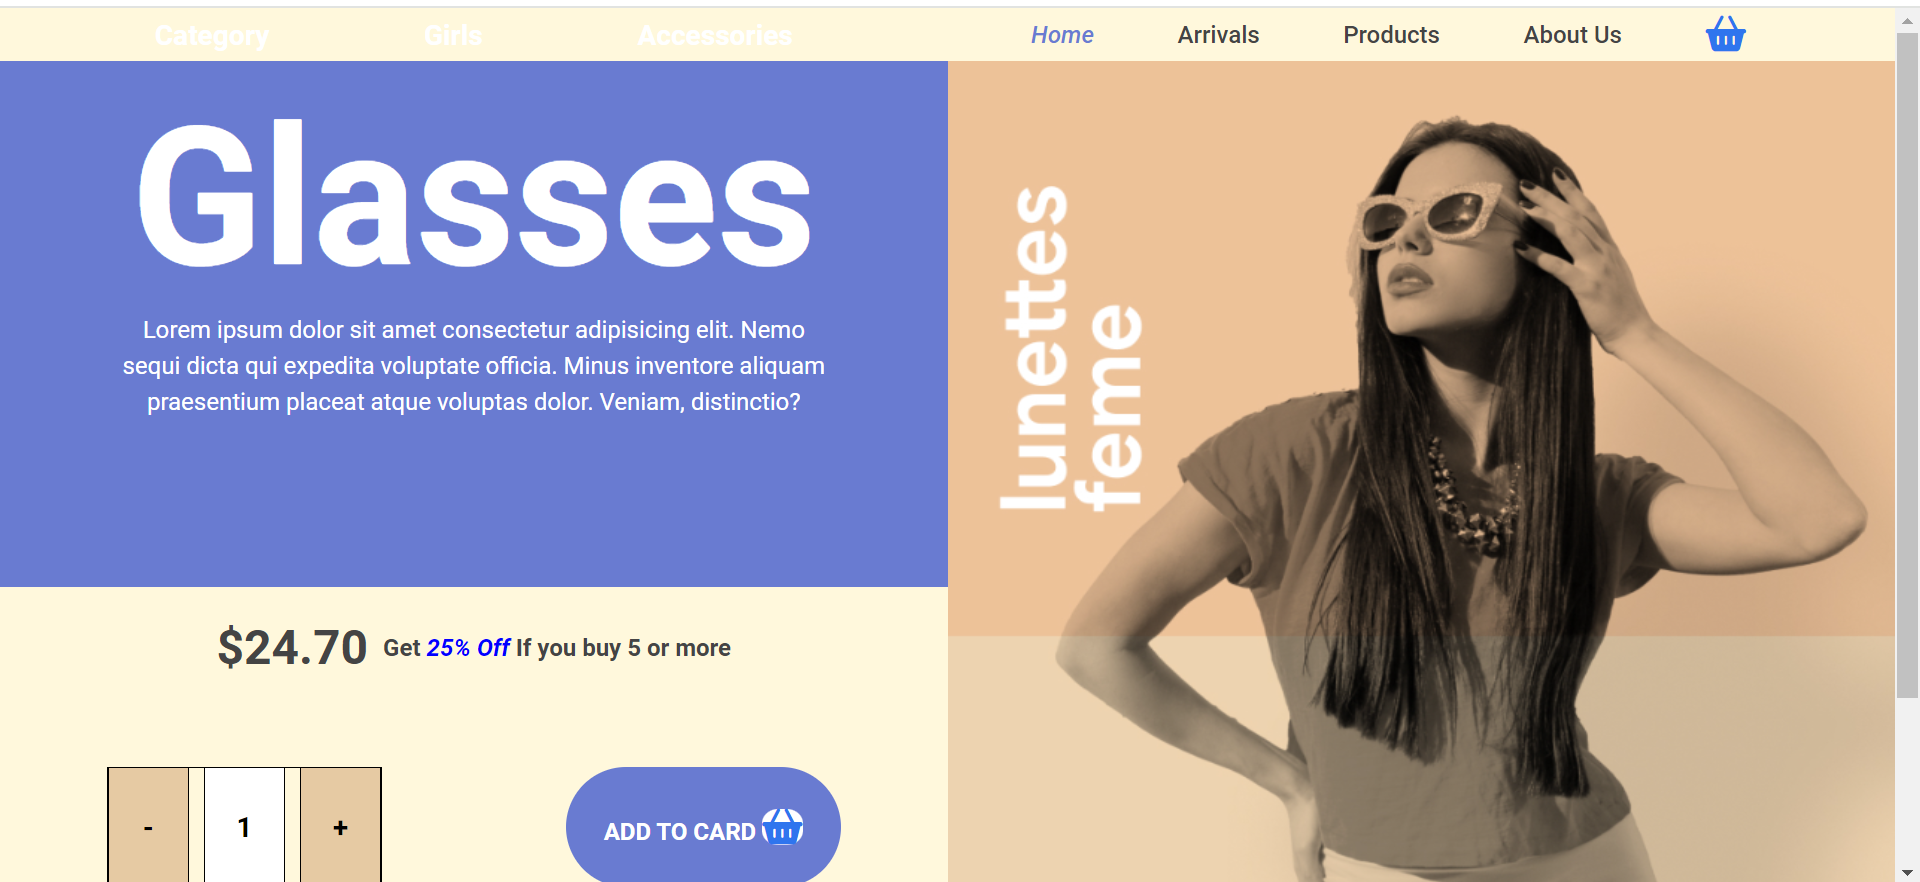 Category Girls Accessories Home Arrivals Products About Us
Glasses
Lorem ipsum dolor sit amet consectetur adipisicing elit. Nemo
sequi dicta qui expedita voluptate officia. Minus inventore aliquam
praesentium placeat atque voluptas dolor. Veniam, distinctio?
lunettes
feme
$24.70 Get 25% Off If you buy 5 or more
- 1 +
ADD TO CARD